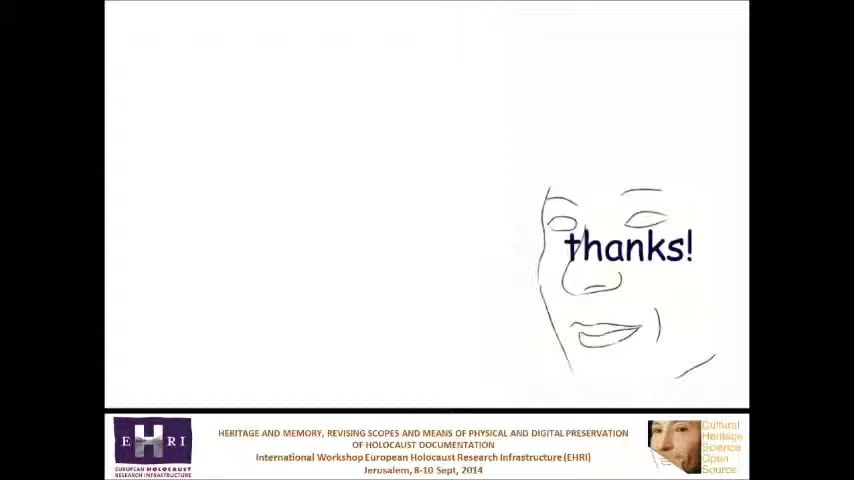 thanks!
EHRI
EUROPEAN HOLOCAUST
RESEARCH INFRASTRUCTURE
HERITAGE AND MEMORY, REVISING SCOPES AND MEANS OF PHYSICAL AND DIGITAL PRESERVATION
OF HOLOCAUST DOCUMENTATION
International Workshop European Holocaust Research Infrastructure (EHRI)
Jerusalem, 8-10 Sept, 2014
Cultural
Heritage
Science
Open
Source